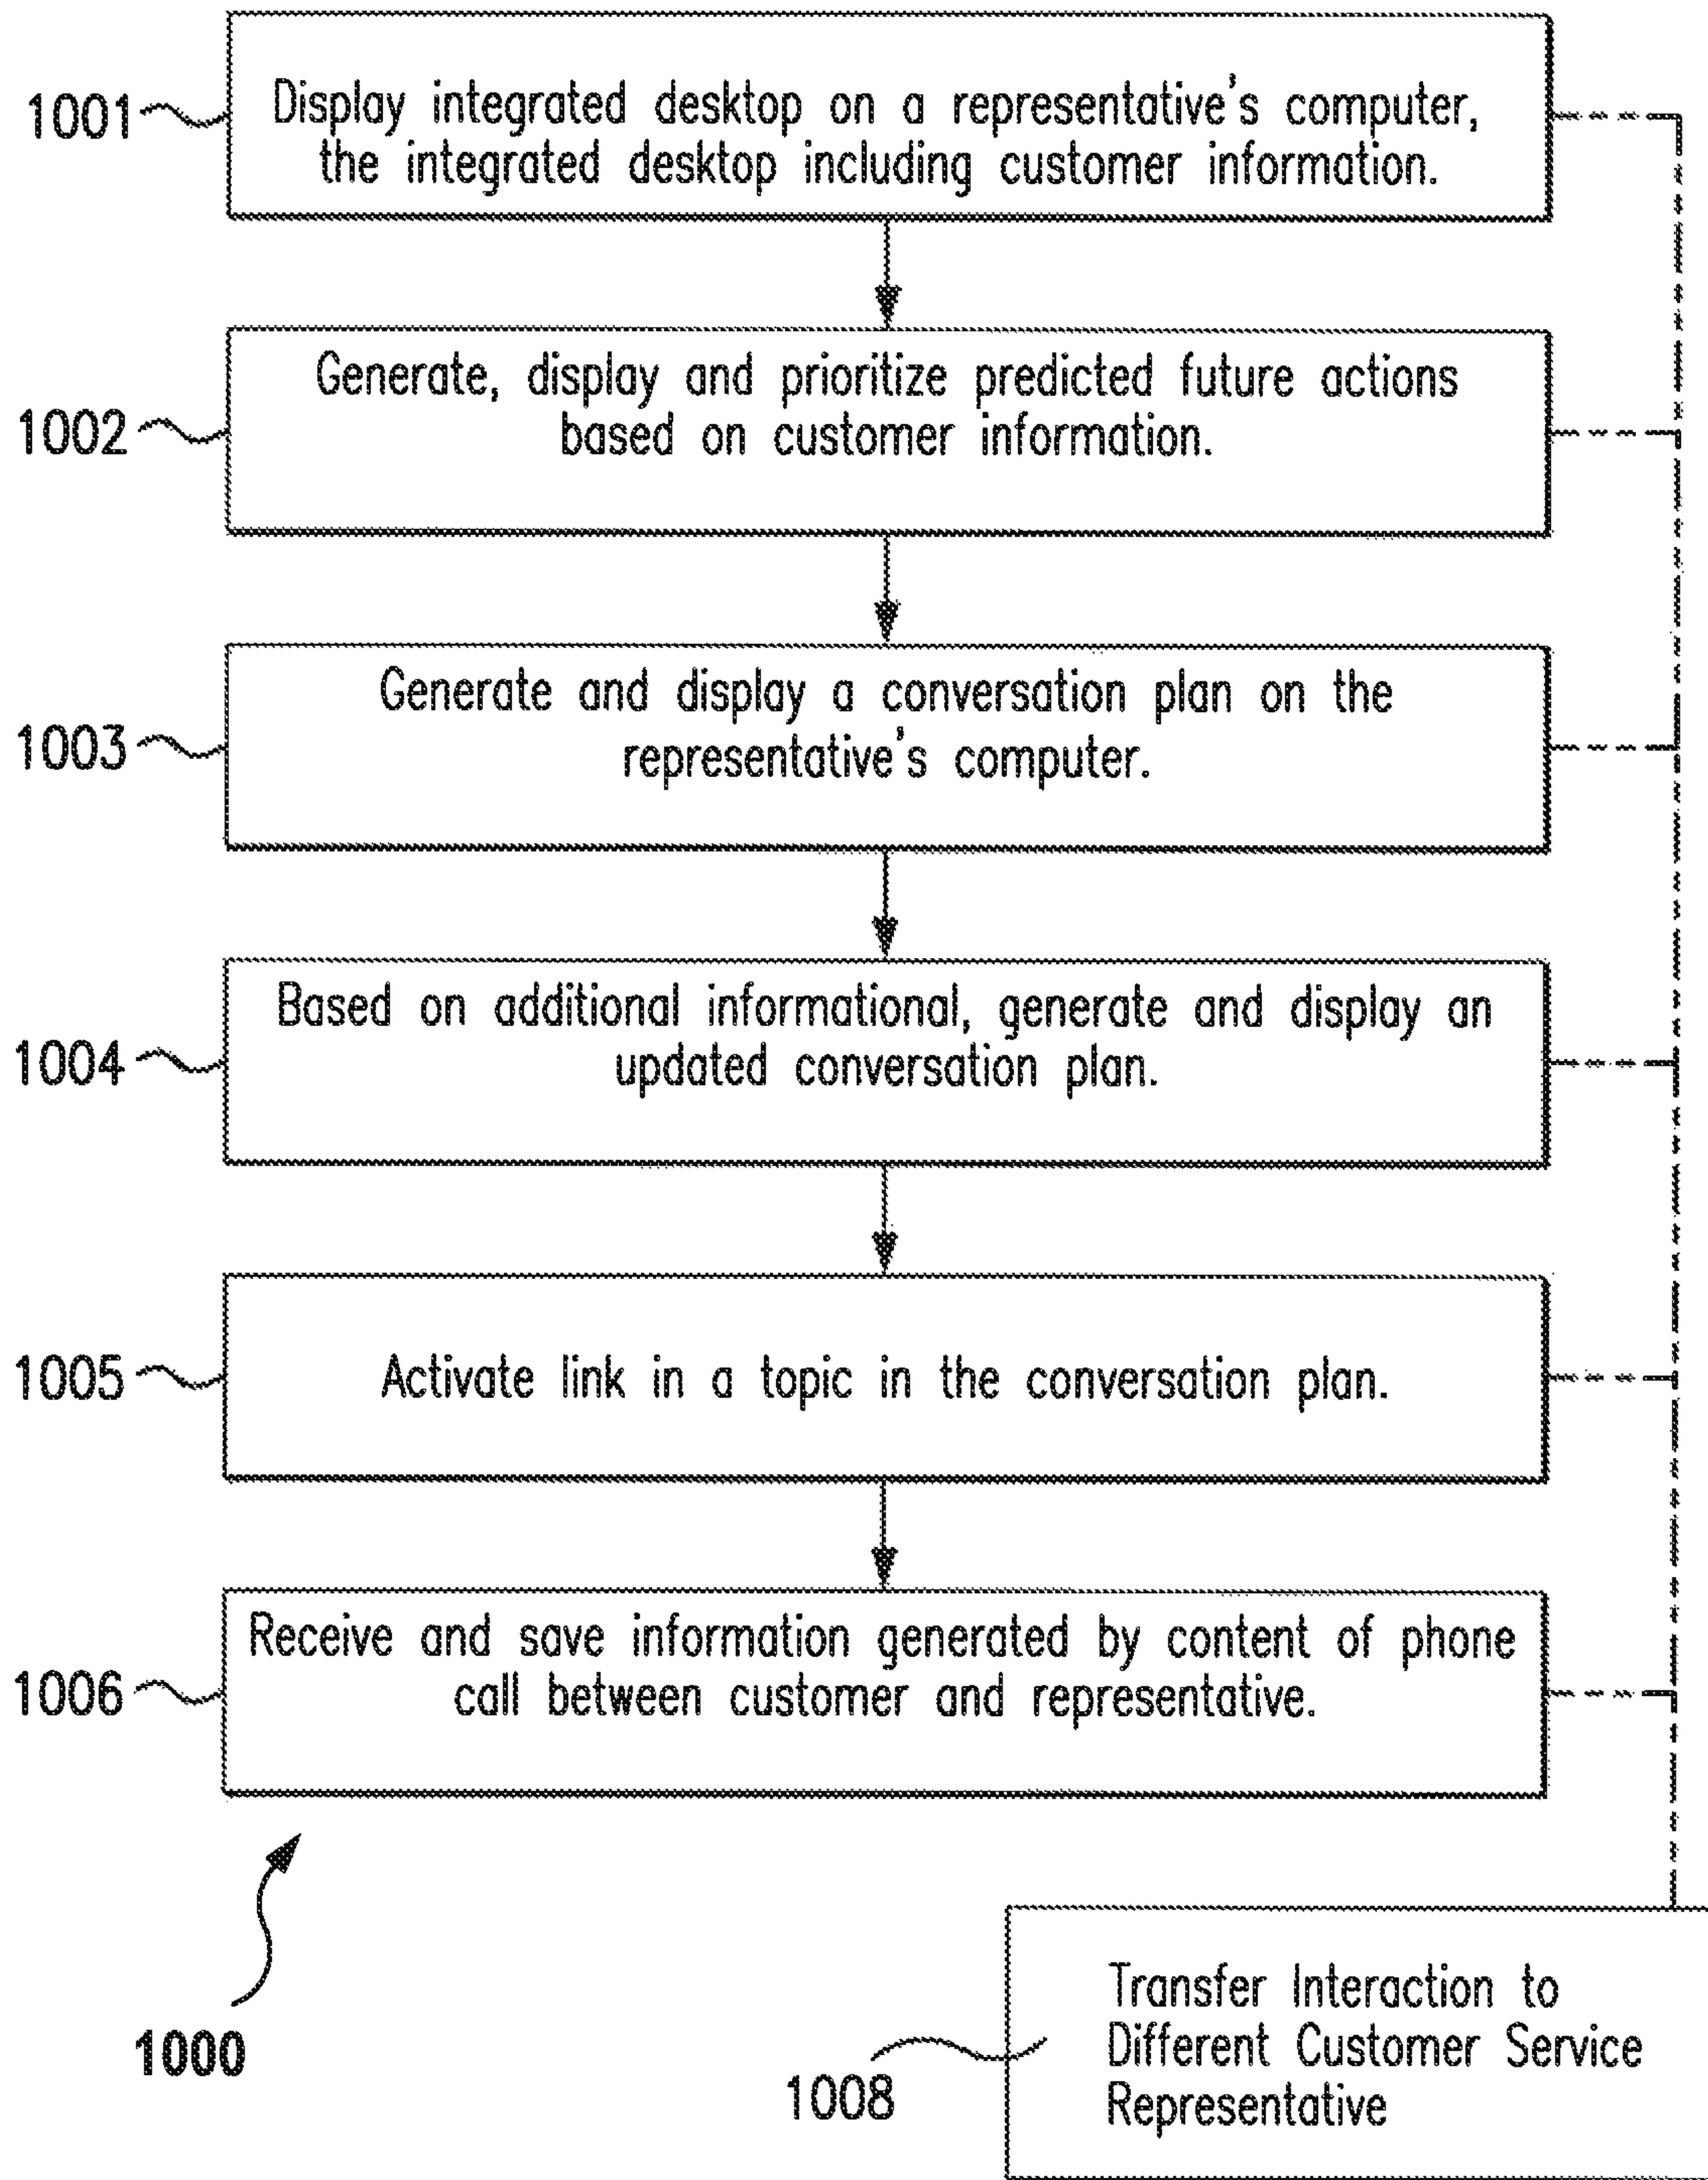 1001
Display integrated desktop on a representative's computer,
the integrated desktop including customer information.
1002
Generate, display and prioritize predicted future actions
based on customer information.
1003
Generate and display a conversation plan on the
representative's computer.
1004
Based on additional informational, generate and display an
updated conversation plan.
1005
Activate link in a topic in the conversation plan.
1006
Receive and save information generated by content of phone
call between customer and representative.
1000
1008
Transfer Interaction to
Different Customer Service
Representative